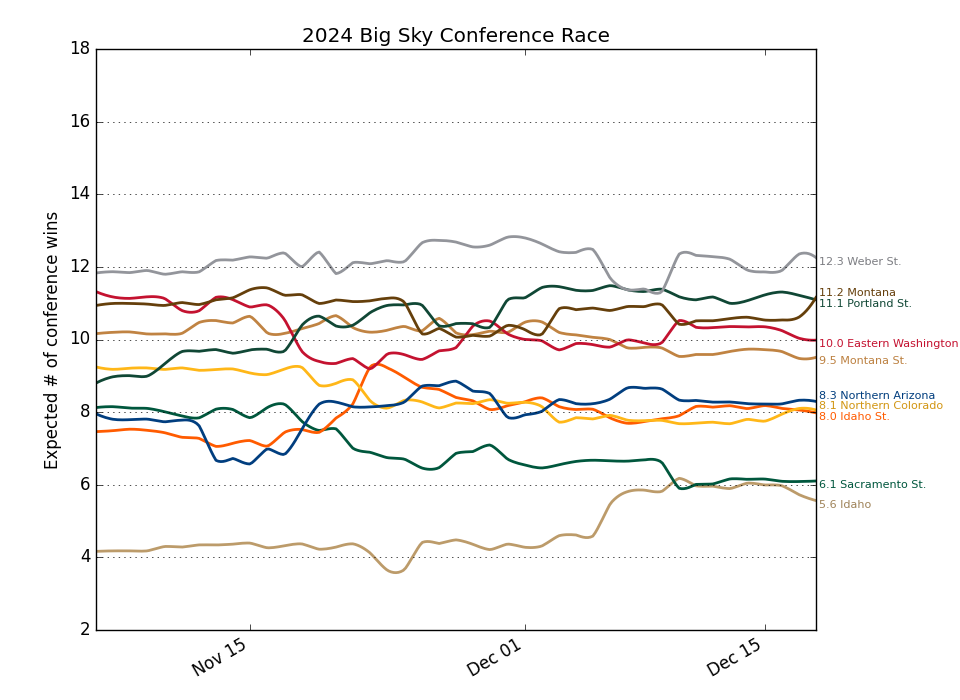 2024 Big Sky Conference Race
Expected # of conference wins
18
16
14
12
10
8
6
4
2
Nov 15
Dec 01
Dec 15
12.3 Weber St.
11.2 Montana
11.1 Portland St.
10.0 Eastern Washington
9.5 Montana St.
8.3 Northern Arizona
8.1 Northern Colorado
8.0 Idaho St.
6.1 Sacramento St.
5.6 Idaho